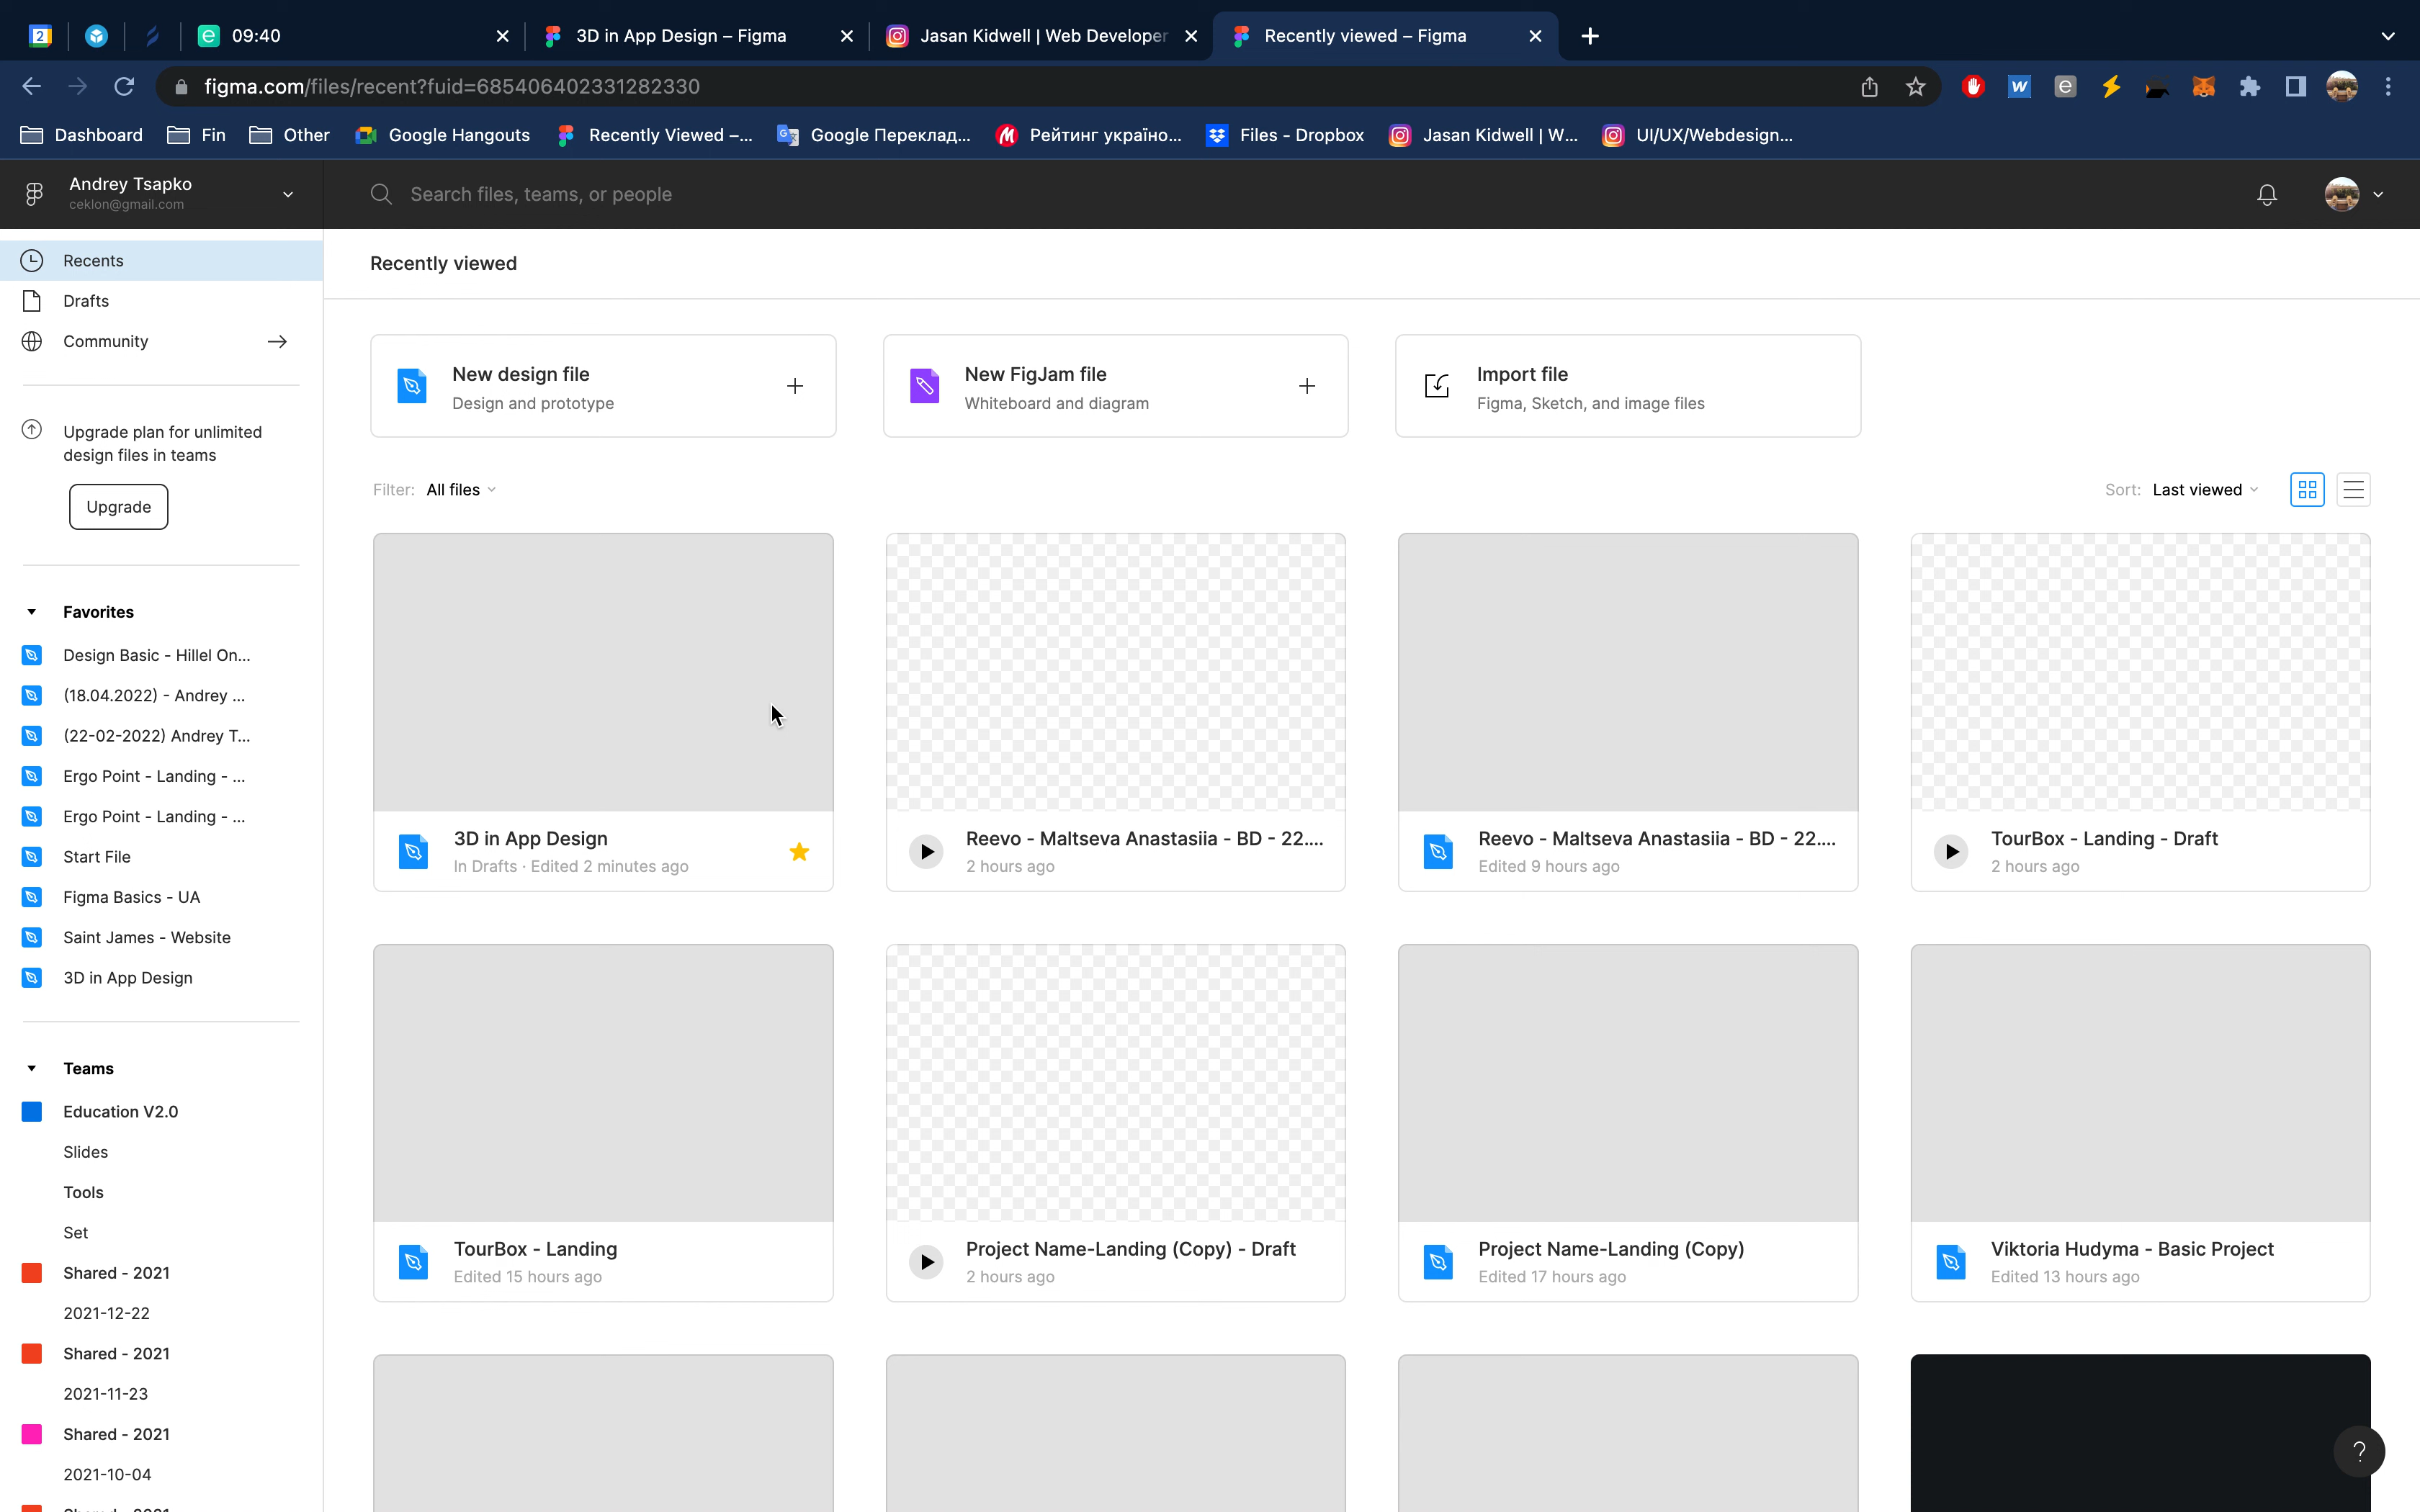 2
09:40
3D in App Design – Figma
Jasan Kidwell | Web Developer
Recently viewed – Figma
figma.com/files/recent?fuid=685406402331282330
Dashboard
Fin
Other
Google Hangouts
Recently Viewed –...
Google Переклад...
Рейтинг україно...
Files - Dropbox
Jasan Kidwell | W...
UI/UX/Webdesign...
Andrey Tsapko
ceklon@gmail.com
Search files, teams, or people
Recents
Drafts
Community
Upgrade plan for unlimited
design files in teams
Upgrade
Favorites
Design Basic - Hillel On...
(18.04.2022) - Andrey ...
(22-02-2022) Andrey T...
Ergo Point - Landing - ...
Ergo Point - Landing - ...
Start File
Figma Basics - UA
Saint James - Website
3D in App Design
Teams
Education V2.0
Slides
Tools
Set
Shared - 2021
2021-12-22
Shared - 2021
2021-11-23
Shared - 2021
2021-10-04
Recently viewed
New design file
Design and prototype
New FigJam file
Whiteboard and diagram
Import file
Figma, Sketch, and image files
Filter: All files
Sort: Last viewed
3D in App Design
In Drafts · Edited 2 minutes ago
Reevo - Maltseva Anastasiia - BD - 22....
2 hours ago
Reevo - Maltseva Anastasiia - BD - 22....
Edited 9 hours ago
TourBox - Landing - Draft
2 hours ago
TourBox - Landing
Edited 15 hours ago
Project Name-Landing (Copy) - Draft
2 hours ago
Project Name-Landing (Copy)
Edited 17 hours ago
Viktoria Hudyma - Basic Project
Edited 13 hours ago
?